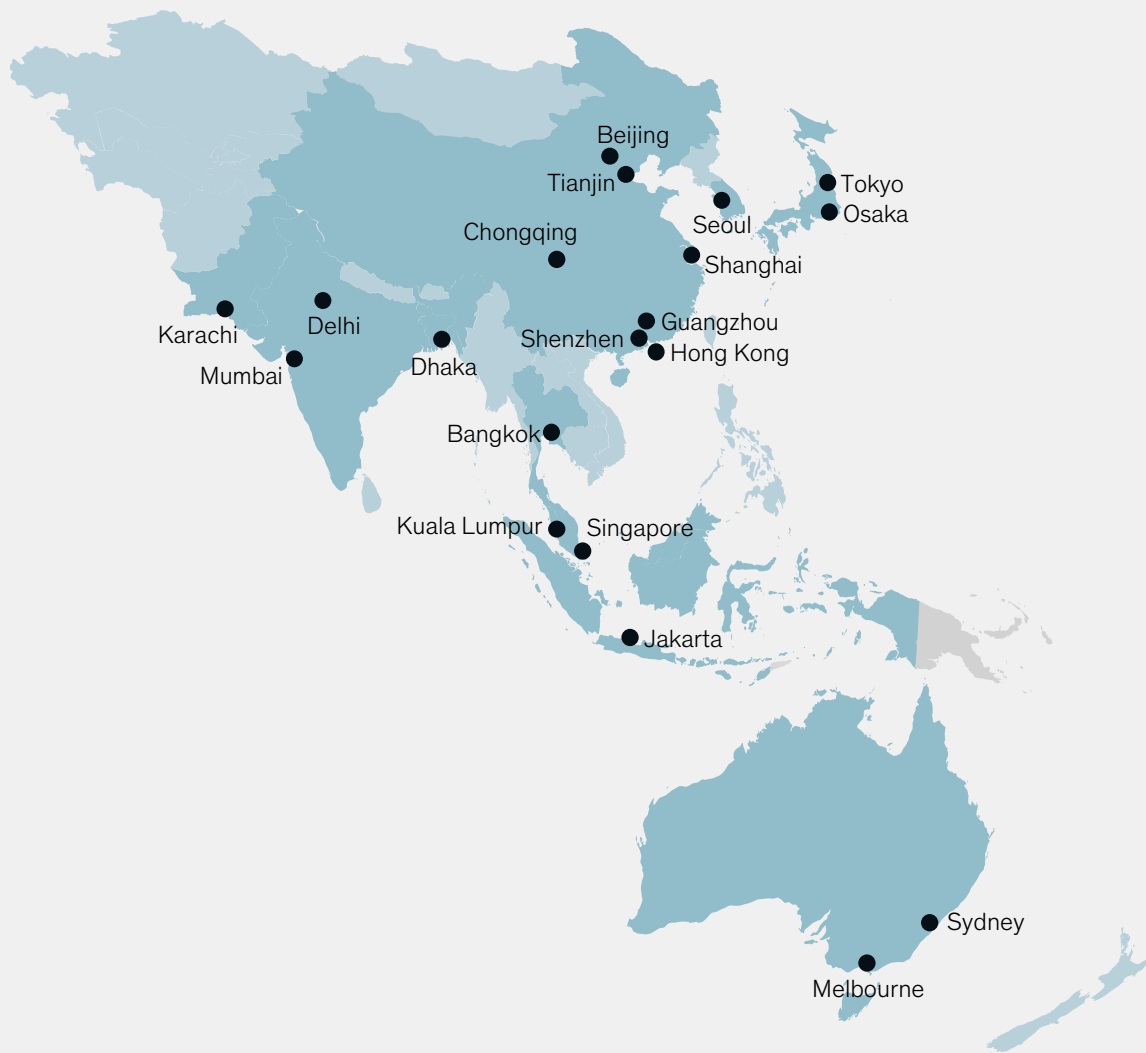 Beijing
Tianjin
Tokyo
Osaka
Seoul
Chongqing
Shanghai
Karachi
Delhi
Guangzhou
Shenzhen
Hong Kong
Mumbai
Dhaka
Bangkok
Kuala Lumpur
Singapore
Jakarta
Sydney
Melbourne